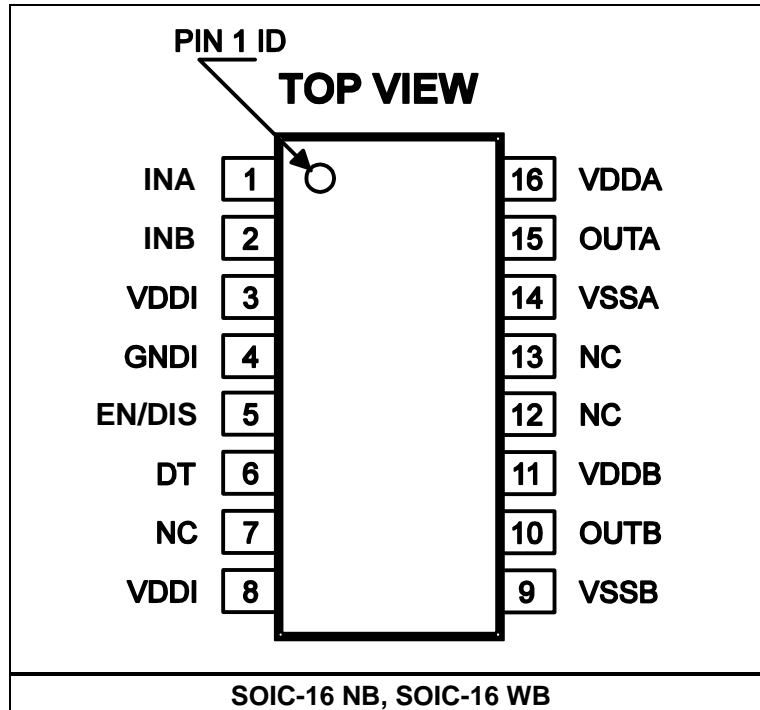 PIN 1 ID
TOP VIEW
INA 1 16 VDDA
INB 2 15 OUTA
VDDI 3 14 VSSA
GNDI 4 13 NC
EN/DIS 5 12 NC
DT 6 11 VDDB
NC 7 10 OUTB
VDDI 8 9 VSSB
SOIC-16 NB, SOIC-16 WB